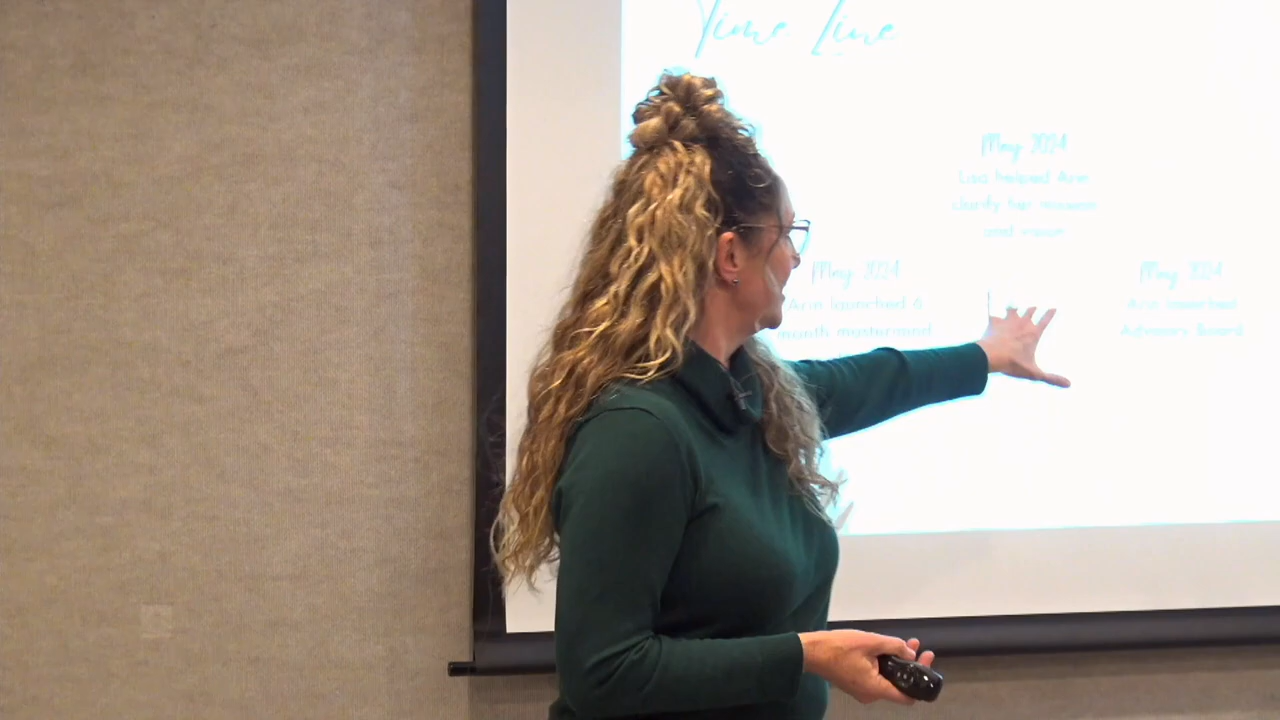 Time Line
May 2024
Lisa helped Ann
clarify her mission
and vision
May 2024
Ann launched 6
month mastermind
May 2024
Ann launched
Advisory Board